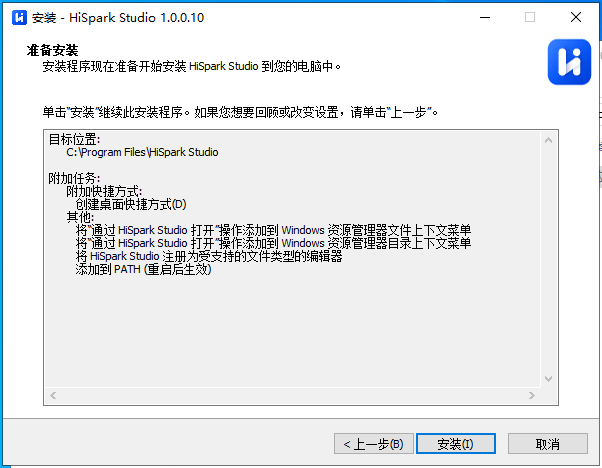 安装 - HiSpark Studio 1.0.0.10
准备安装
安装程序现在准备开始安装 HiSpark Studio 到您的电脑中。
单击“安装”继续此安装程序。如果您想要回顾或改变设置，请单击“上一步”。
目标位置:
C:\Program Files\HiSpark Studio
附加任务:
附加快捷方式:
创建桌面快捷方式(D)
其他:
将“通过 HiSpark Studio 打开”操作添加到 Windows 资源管理器文件上下文菜单
将“通过 HiSpark Studio 打开”操作添加到 Windows 资源管理器目录上下文菜单
将 HiSpark Studio 注册为受支持的文件类型的编辑器
添加到 PATH (重启后生效)
< 上一步(B)
安装(I)
取消